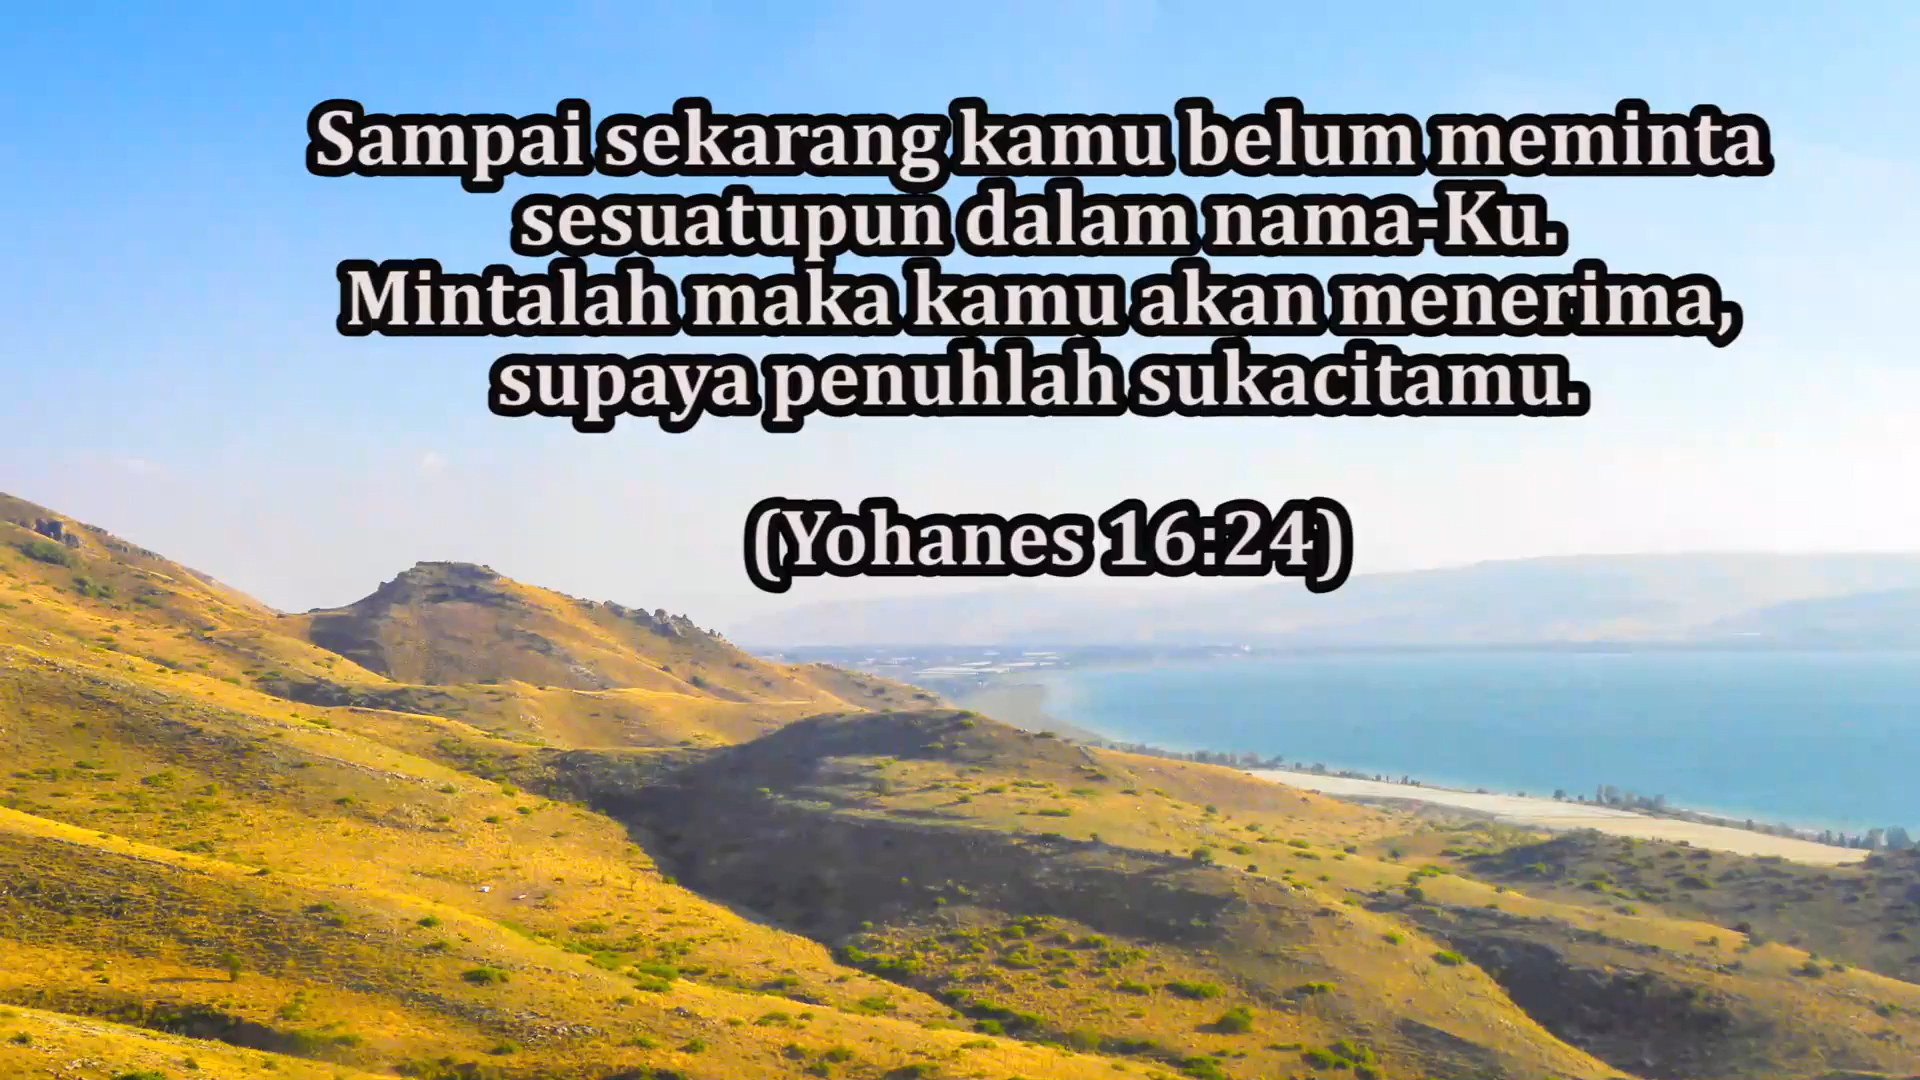 Sampai sekarang kamu belum meminta
sesuatupun dalam nama-Ku.
Mintalah maka kamu akan menerima,
supaya penuhlah sukacitamu.
(Yohanes 16:24)